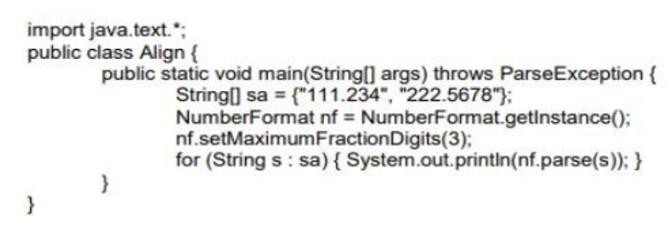 import java.text.*;
public class Align {
public static void main(String[] args) throws ParseException {
String[] sa = {"111.234", "222.5678"};
NumberFormat nf = NumberFormat.getInstance();
nf.setMaximumFractionDigits(3);
for (String s : sa) { System.out.println(nf.parse(s)); }
}
}